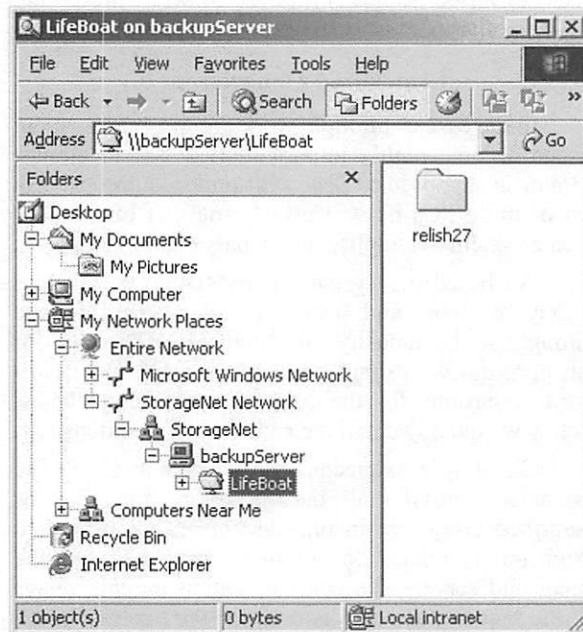 LifeBoat on backupServer
File Edit View Favorites Tools Help
Back Search Folders »
Address \\backupServer\LifeBoat Go
Folders
Desktop
My Documents
My Pictures
My Computer
My Network Places
Entire Network
Microsoft Windows Network
StorageNet Network
StorageNet
backupServer
LifeBoat
Computers Near Me
Recycle Bin
Internet Explorer
relish27
1 object(s) 0 bytes Local intranet